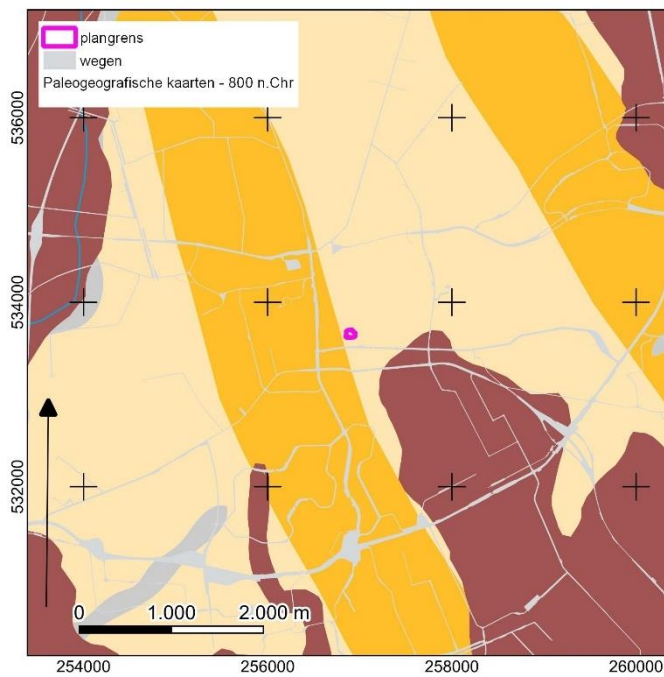 plangrens
wegen
Paleogeografische kaarten - 800 n.Chr
536000
534000
532000
0 1.000 2.000 m
254000 256000 258000 260000